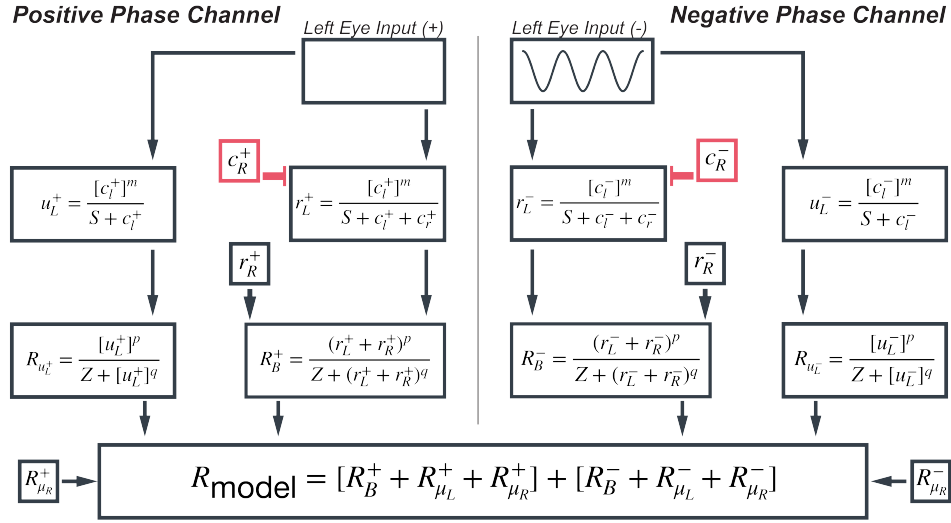 Positive Phase Channel
Negative Phase Channel
Left Eye Input (+)
Left Eye Input (-)
c_R^+
c_R^-
u_L^+ = [c_l^+]^m / (S + c_l^+)
r_L^+ = [c_l^+]^m / (S + c_l^+ + c_r^+)
r_L^- = [c_l^-]^m / (S + c_l^- + c_r^-)
u_L^- = [c_l^-]^m / (S + c_l^-)
r_R^+
r_R^-
R_{u_L^+} = [u_L^+]^p / (Z + [u_L^+]^q)
R_B^+ = (r_L^+ + r_R^+)^p / (Z + (r_L^+ + r_R^+)^q)
R_B^- = (r_L^- + r_R^-)^p / (Z + (r_L^- + r_R^-)^q)
R_{u_L^-} = [u_L^-]^p / (Z + [u_L^-]^q)
R_{μ_R}^+
R_model = [R_B^+ + R_{μ_L}^+ + R_{μ_R}^+] + [R_B^- + R_{μ_L}^- + R_{μ_R}^-]
R_{μ_R}^-